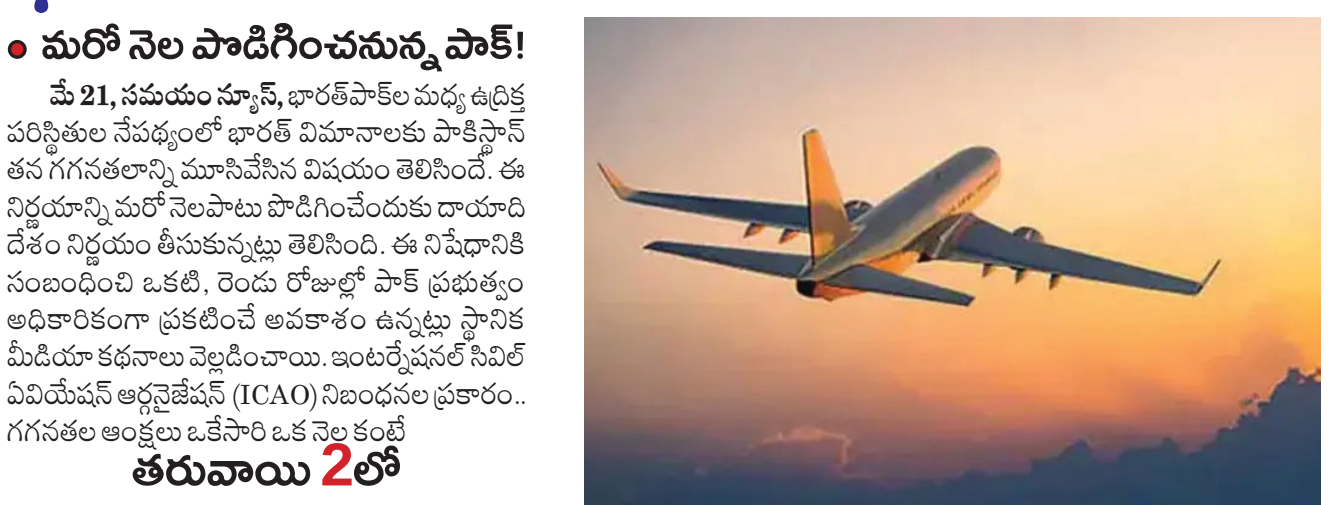 • మరో నెల పొడిగించనున్న పాక్!
మే 21, సమయం న్యూస్, భారత్‌పాక్‌ల మధ్య ఉద్రిక్త
పరిస్థితుల నేపథ్యంలో భారత్ విమానాలకు పాకిస్థాన్
తన గగనతలాన్ని మూసివేసిన విషయం తెలిసిందే. ఈ
నిర్ణయాన్ని మరో నెలపాటు పొడిగించేందుకు దాయాది
దేశం నిర్ణయం తీసుకున్నట్లు తెలిసింది. ఈ నిషేధానికి
సంబంధించి ఒకటి, రెండు రోజుల్లో పాక్ ప్రభుత్వం
అధికారికంగా ప్రకటించే అవకాశం ఉన్నట్లు స్థానిక
మీడియా కథనాలు వెల్లడించాయి. ఇంటర్నేషనల్ సివిల్
ఏవియేషన్ ఆర్గనైజేషన్ (ICAO) నిబంధనల ప్రకారం..
గగనతల ఆంక్షలు ఒకేసారి ఒక నెల కంటే
తరువాయి 2లో